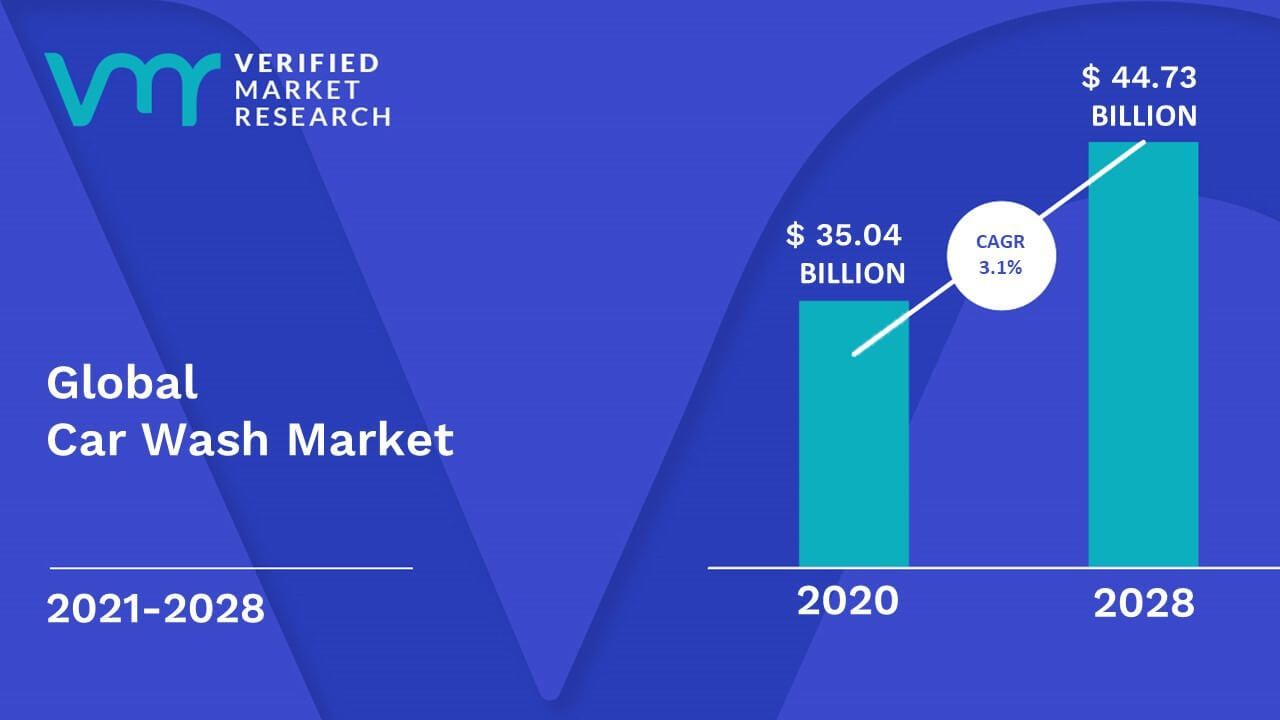 vmr
VERIFIED
MARKET
RESEARCH
Global
Car Wash Market
2021-2028
$ 35.04
BILLION
CAGR
3.1%
$ 44.73
BILLION
2020
2028